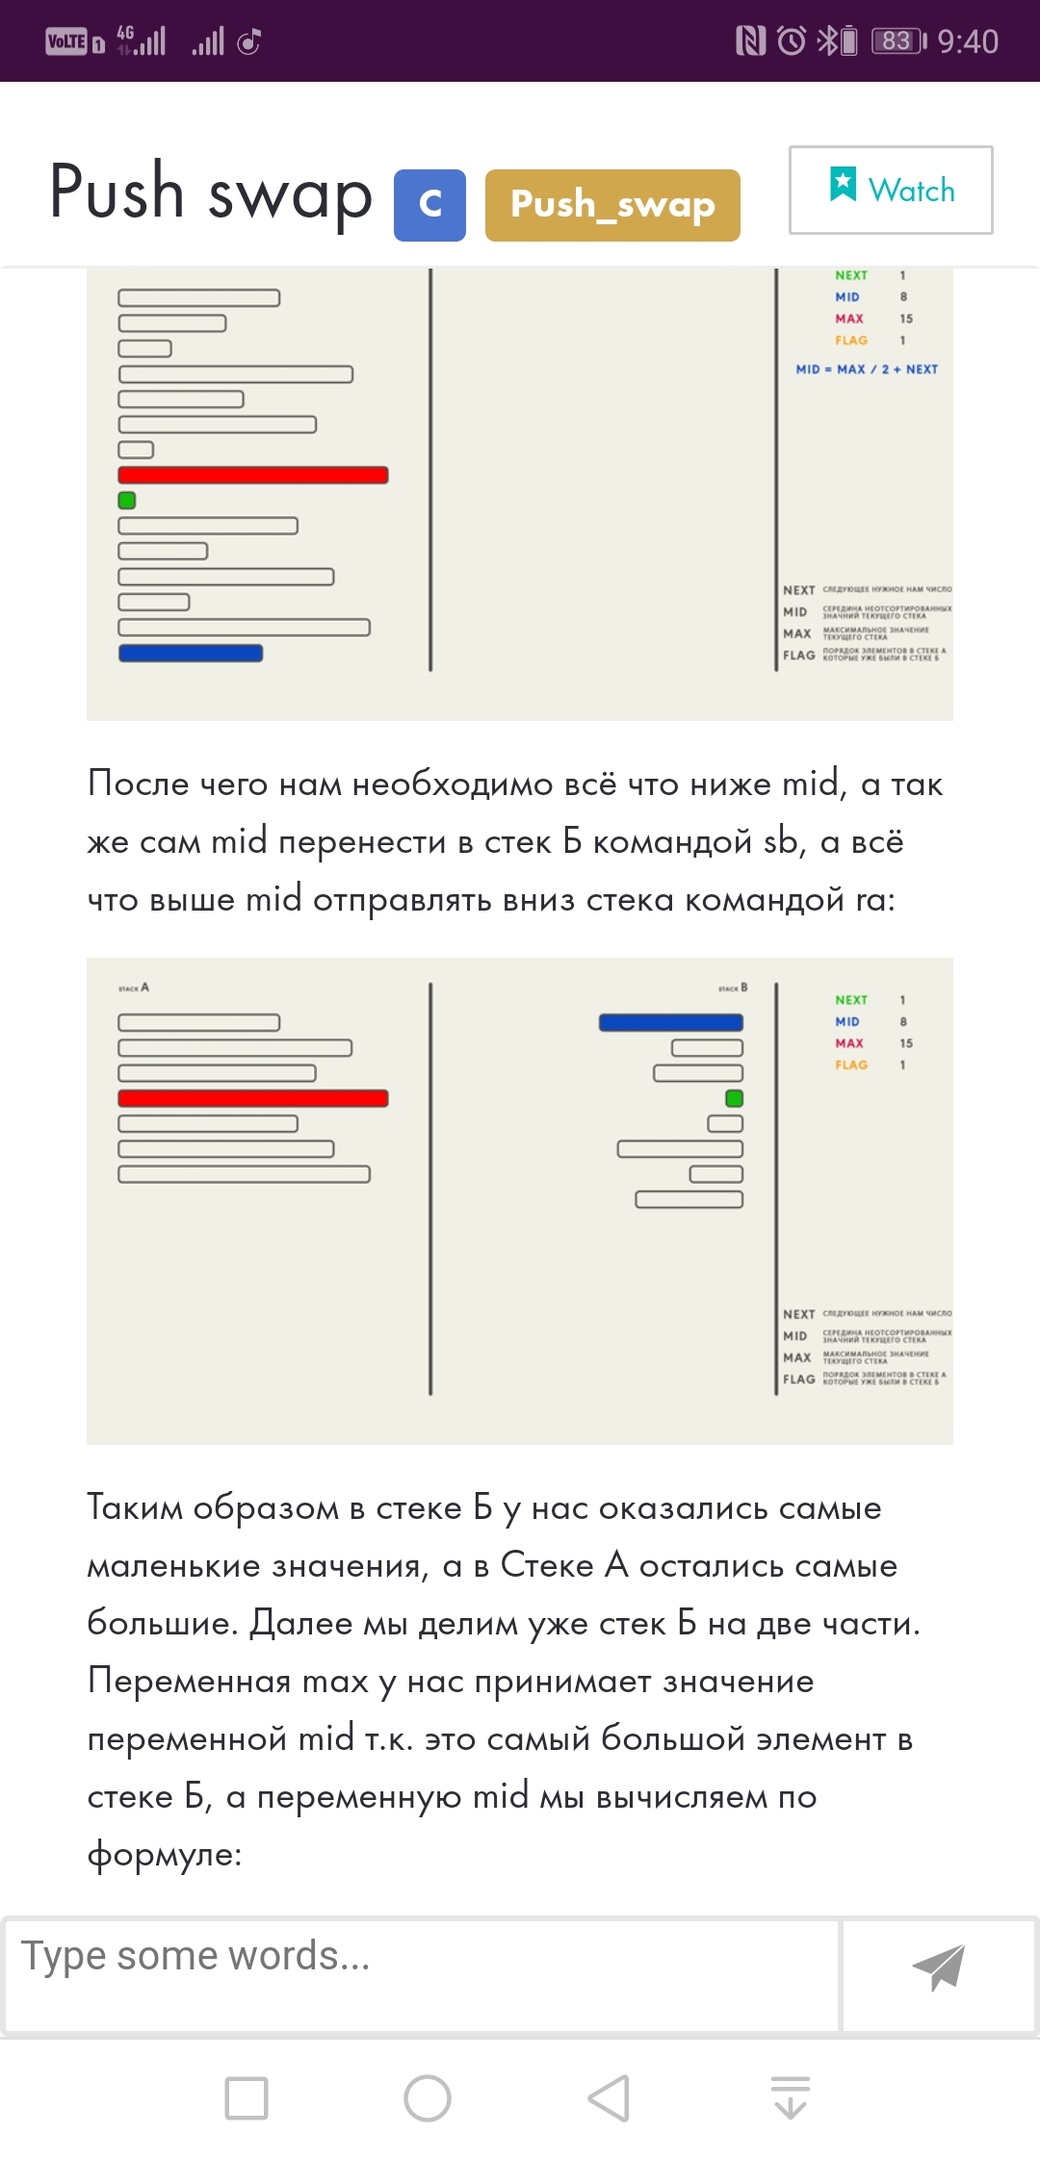 VoLTE 1 4G 83 9:40
Push swap C Push_swap Watch
NEXT 1
MID 8
MAX 15
FLAG 1
MID = MAX / 2 + NEXT
NEXT СЛЕДУЮЩЕЕ НУЖНОЕ НАМ ЧИСЛО
MID СЕРЕДИНА НЕОТСОРТИРОВАННЫХ
ЗНАЧНИЙ ТЕКУЩЕГО СТЕКА
MAX МАКСИМАЛЬНОЕ ЗНАЧЕНИЕ
ТЕКУЩЕГО СТЕКА
FLAG ПОРЯДОК ЭЛЕМЕНТОВ В СТЕКЕ А
КОТОРЫЕ УЖЕ БЫЛИ В СТЕКЕ Б
После чего нам необходимо всё что ниже mid, а так
же сам mid перенести в стек Б командой sb, а всё
что выше mid отправлять вниз стека командой ra:
STACK A
STACK B
NEXT 1
MID 8
MAX 15
FLAG 1
NEXT СЛЕДУЮЩЕЕ НУЖНОЕ НАМ ЧИСЛО
MID СЕРЕДИНА НЕОТСОРТИРОВАННЫХ
ЗНАЧНИЙ ТЕКУЩЕГО СТЕКА
MAX МАКСИМАЛЬНОЕ ЗНАЧЕНИЕ
ТЕКУЩЕГО СТЕКА
FLAG ПОРЯДОК ЭЛЕМЕНТОВ В СТЕКЕ А
КОТОРЫЕ УЖЕ БЫЛИ В СТЕКЕ Б
Таким образом в стеке Б у нас оказались самые
маленькие значения, а в Стеке А остались самые
большие. Далее мы делим уже стек Б на две части.
Переменная max у нас принимает значение
переменной mid т.к. это самый большой элемент в
стеке Б, а переменную mid мы вычисляем по
формуле:
Type some words...